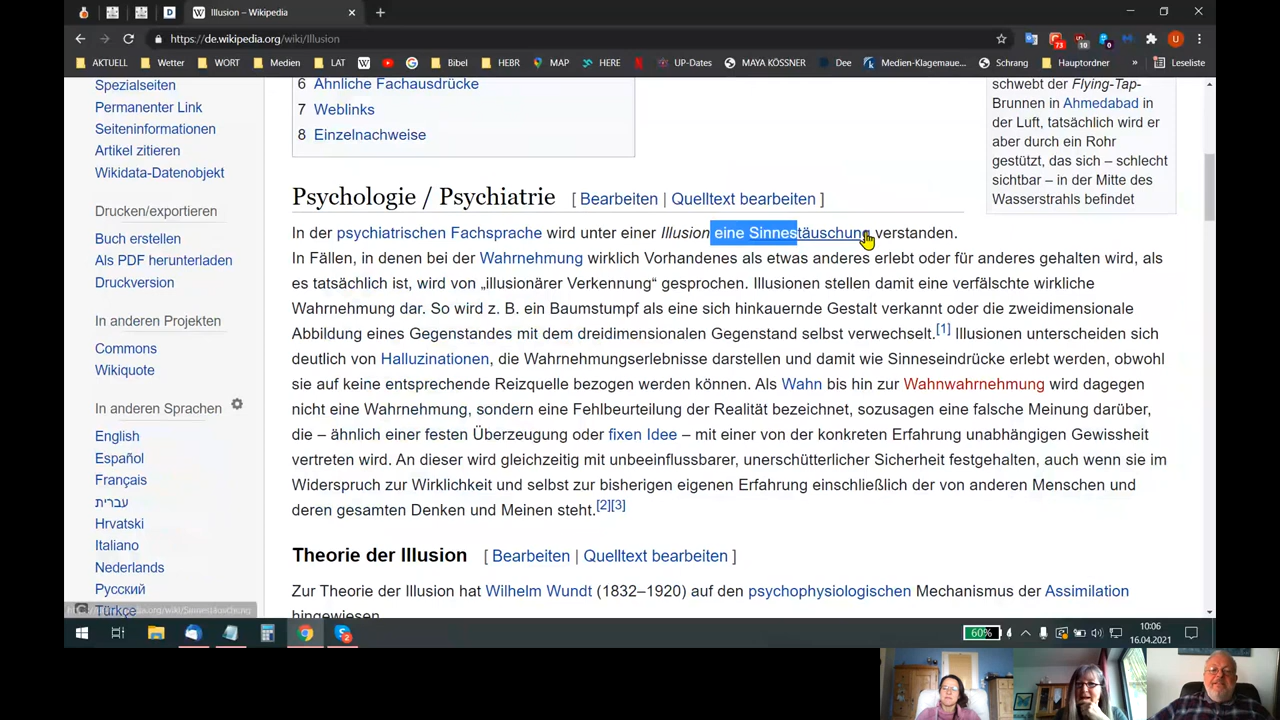 Illusion – Wikipedia
https://de.wikipedia.org/wiki/Illusion
73
10
0
U
AKTUELL Wetter WORT Medien LAT Bibel HEBR MAP HERE UP-Dates MAYA KÖSSNER Dee Medien-Klagemaue... Schrang Hauptordner » Leseliste
Spezialseiten
Permanenter Link
Seiteninformationen
Artikel zitieren
Wikidata-Datenobjekt
Drucken/exportieren
Buch erstellen
Als PDF herunterladen
Druckversion
In anderen Projekten
Commons
Wikiquote
In anderen Sprachen
English
Español
Français
עברית
Hrvatski
Italiano
Nederlands
Русский
Türkçe
6 Ähnliche Fachausdrücke
7 Weblinks
8 Einzelnachweise
schwebt der Flying-Tap-
Brunnen in Ahmedabad in
der Luft, tatsächlich wird er
aber durch ein Rohr
gestützt, das sich – schlecht
sichtbar – in der Mitte des
Wasserstrahls befindet
Psychologie / Psychiatrie [ Bearbeiten | Quelltext bearbeiten ]
In der psychiatrischen Fachsprache wird unter einer Illusion eine Sinnestäuschung verstanden.
In Fällen, in denen bei der Wahrnehmung wirklich Vorhandenes als etwas anderes erlebt oder für anderes gehalten wird, als
es tatsächlich ist, wird von „illusionärer Verkennung“ gesprochen. Illusionen stellen damit eine verfälschte wirkliche
Wahrnehmung dar. So wird z. B. ein Baumstumpf als eine sich hinkauernde Gestalt verkannt oder die zweidimensionale
Abbildung eines Gegenstandes mit dem dreidimensionalen Gegenstand selbst verwechselt.[1] Illusionen unterscheiden sich
deutlich von Halluzinationen, die Wahrnehmungserlebnisse darstellen und damit wie Sinneseindrücke erlebt werden, obwohl
sie auf keine entsprechende Reizquelle bezogen werden können. Als Wahn bis hin zur Wahnwahrnehmung wird dagegen
nicht eine Wahrnehmung, sondern eine Fehlbeurteilung der Realität bezeichnet, sozusagen eine falsche Meinung darüber,
die – ähnlich einer festen Überzeugung oder fixen Idee – mit einer von der konkreten Erfahrung unabhängigen Gewissheit
vertreten wird. An dieser wird gleichzeitig mit unbeeinflussbarer, unerschütterlicher Sicherheit festgehalten, auch wenn sie im
Widerspruch zur Wirklichkeit und selbst zur bisherigen eigenen Erfahrung einschließlich der von anderen Menschen und
deren gesamten Denken und Meinen steht.[2][3]
Theorie der Illusion [ Bearbeiten | Quelltext bearbeiten ]
Zur Theorie der Illusion hat Wilhelm Wundt (1832–1920) auf den psychophysiologischen Mechanismus der Assimilation
hingewiesen.
60%
10:06
16.04.2021